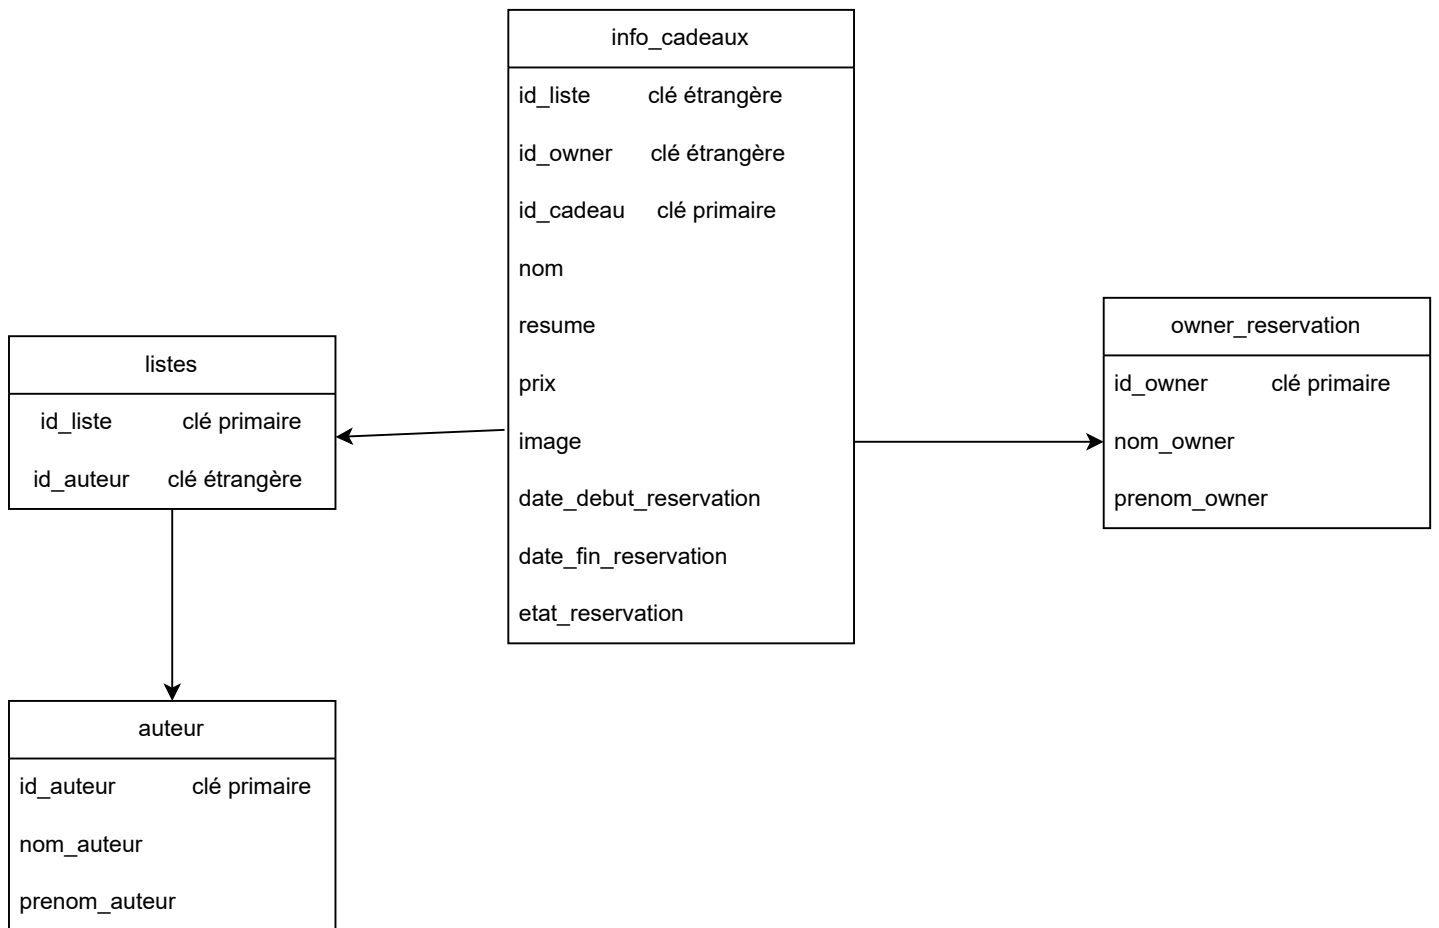 info_cadeaux
id_liste clé étrangère
id_owner clé étrangère
id_cadeau clé primaire
nom
resume
prix
image
date_debut_reservation
date_fin_reservation
etat_reservation
listes
id_liste clé primaire
id_auteur clé étrangère
owner_reservation
id_owner clé primaire
nom_owner
prenom_owner
auteur
id_auteur clé primaire
nom_auteur
prenom_auteur